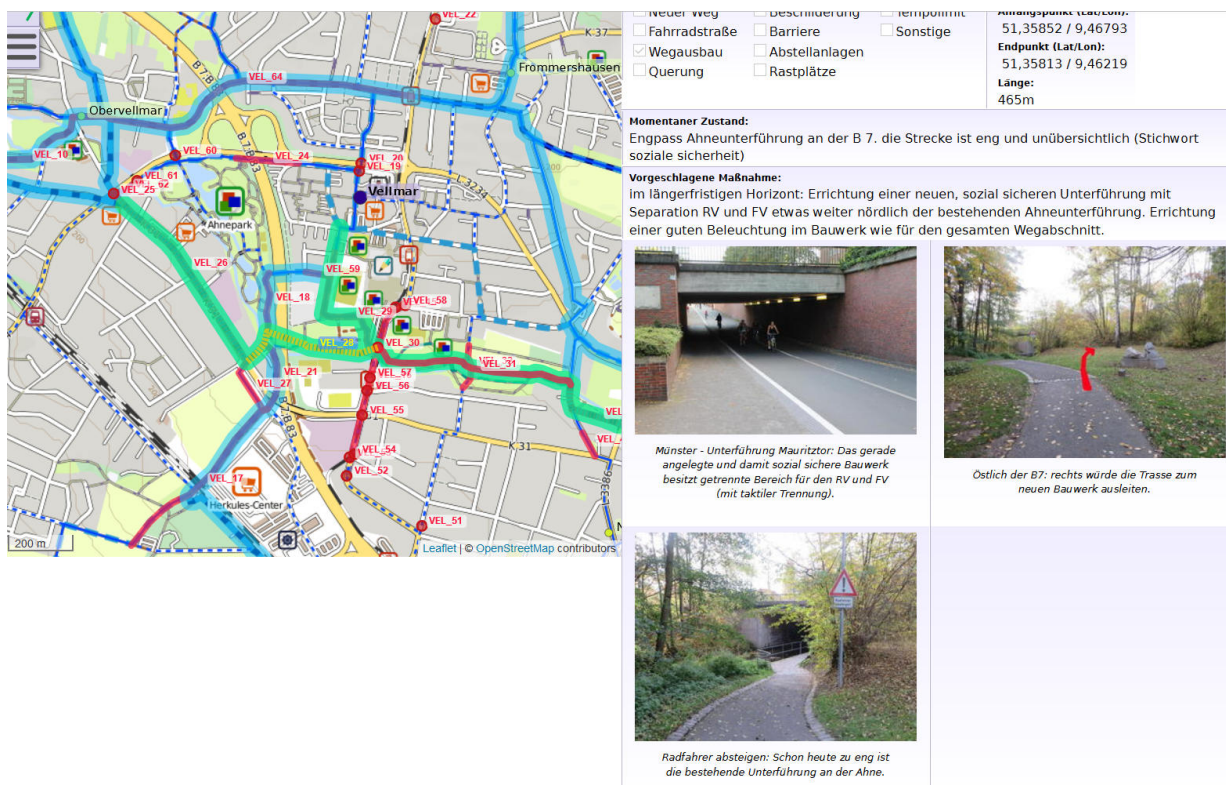 VEL_22
K 37
Frömmershausen
B 7;B 83
VEL_64
Obervellmar
VEL_10
VEL_60
VEL_24
VEL_20
VEL_19
VEL_61
VEL_25
Vellmar
L 3234
B 7;B 83
Ahnepark
VEL_26
VEL_59
VEL_18
VEL_58
VEL_29
VEL_28
VEL_30
VEL_31
VEL_21
VEL_57
VEL_27
VEL_56
B 7;B 83
VEL_55
K 31
VEL_54
VEL_52
VEL_17
Herkules-Center
L 3386
VEL_51
200 m
Leaflet | © OpenStreetMap contributors
Neuer Weg
Beschilderung
Tempolimit
Fahrradstraße
Barriere
Sonstige
Wegausbau
Abstellanlagen
Querung
Rastplätze
Anfangspunkt (Lat/Lon):
51,35852 / 9,46793
Endpunkt (Lat/Lon):
51,35813 / 9,46219
Länge:
465m
Momentaner Zustand:
Engpass Ahneunterführung an der B 7. die Strecke ist eng und unübersichtlich (Stichwort
soziale sicherheit)
Vorgeschlagene Maßnahme:
im längerfristigen Horizont: Errichtung einer neuen, sozial sicheren Unterführung mit
Separation RV und FV etwas weiter nördlich der bestehenden Ahneunterführung. Errichtung
einer guten Beleuchtung im Bauwerk wie für den gesamten Wegabschnitt.
Münster - Unterführung Mauritztor: Das gerade
angelegte und damit sozial sichere Bauwerk
besitzt getrennte Bereich für den RV und FV
(mit taktiler Trennung).
Östlich der B7: rechts würde die Trasse zum
neuen Bauwerk ausleiten.
Radfahrer absteigen: Schon heute zu eng ist
die bestehende Unterführung an der Ahne.